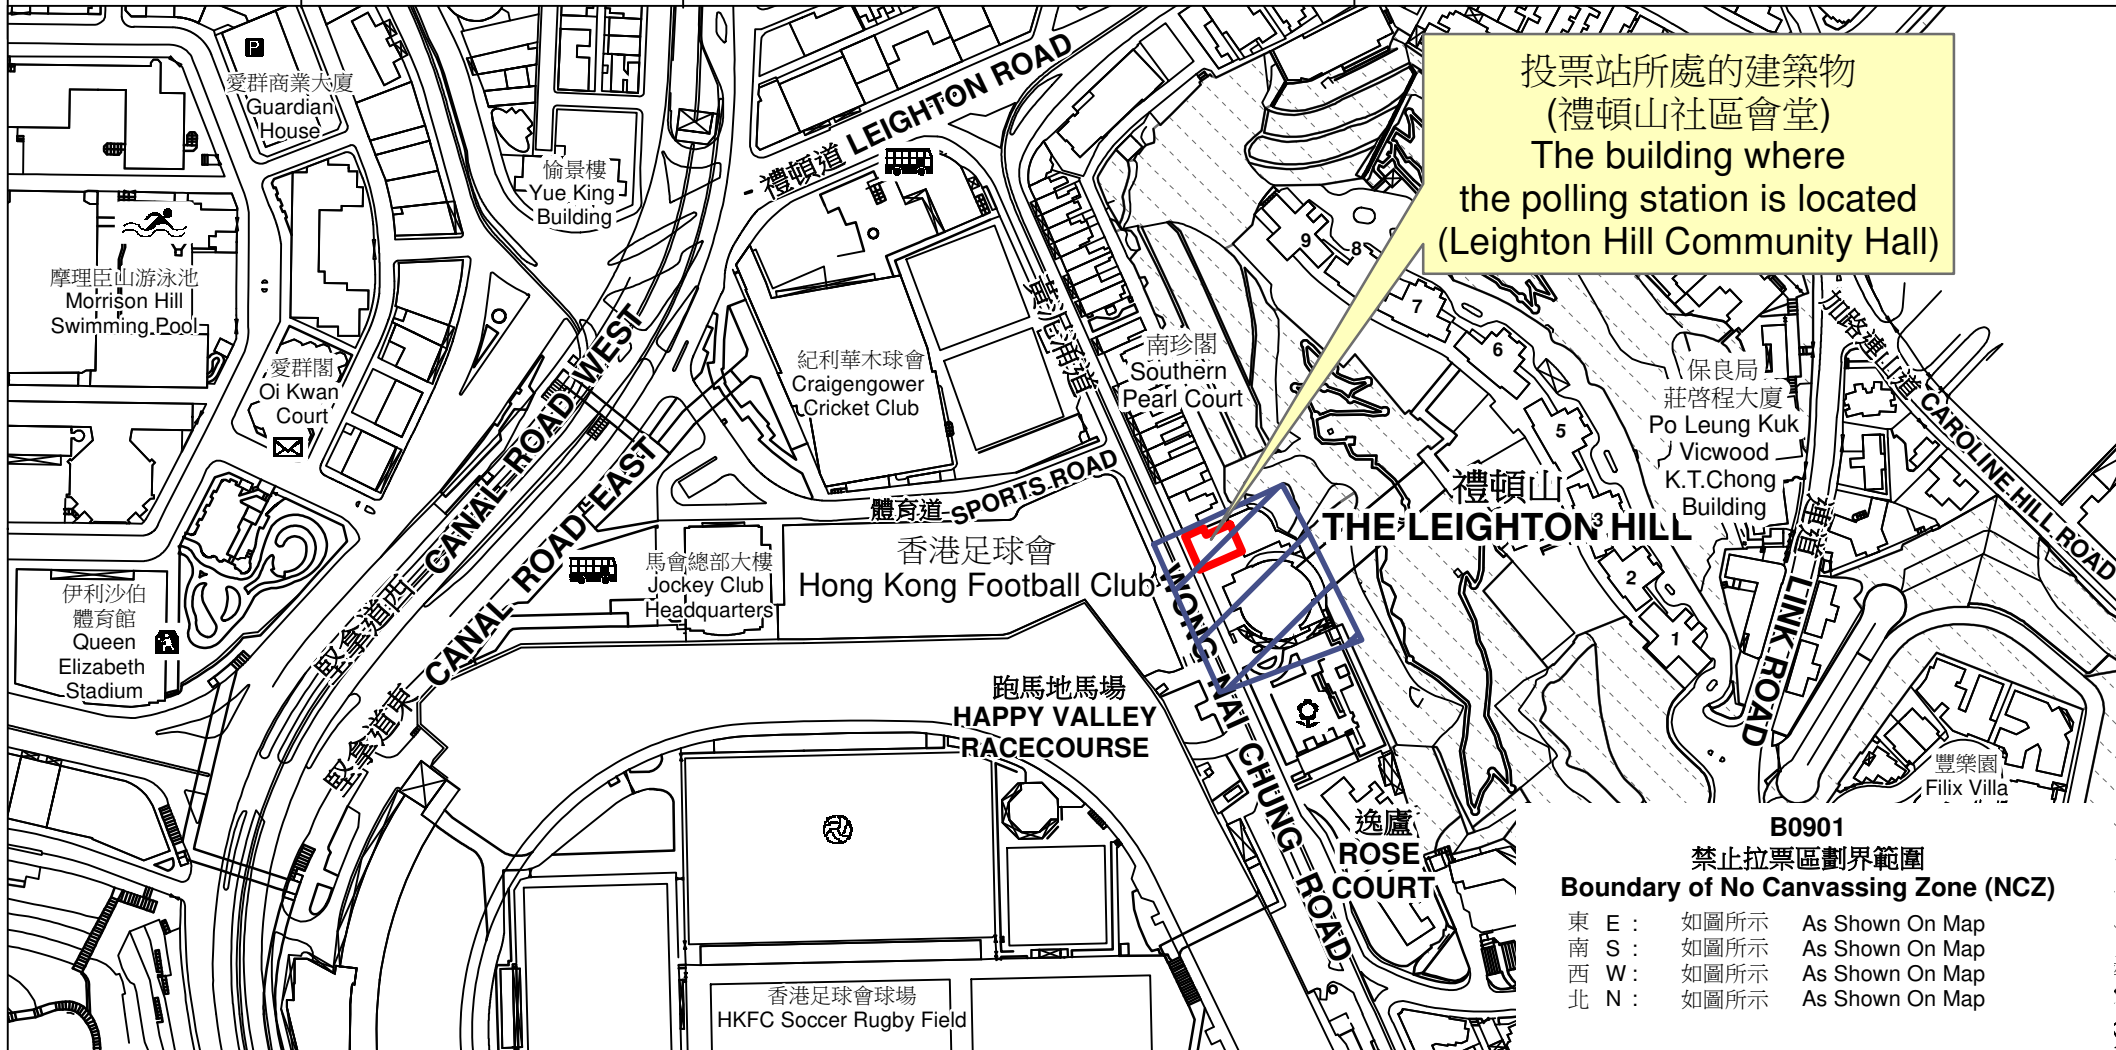 投票站所處的建築物
(禮頓山社區會堂)
The building where
the polling station is located
(Leighton Hill Community Hall)
P
愛群商業大廈
Guardian
House
愉景樓
Yue King
Building
禮頓道 LEIGHTON ROAD
摩理臣山游泳池
Morrison Hill
Swimming Pool
愛群閣
Oi Kwan
Court
紀利華木球會
Craigengower
Cricket Club
黃泥涌道
南珍閣
Southern
Pearl Court
9
8
7
6
5
3
2
1
保良局
莊啓程大廈
Po Leung Kuk
Vicwood
K.T.Chong
Building
加路連山道 CAROLINE HILL ROAD
禮頓山
THE LEIGHTON HILL
連道 LINK ROAD
體育道 SPORTS ROAD
堅拿道西 CANAL ROAD WEST
堅拿道東 CANAL ROAD EAST
香港足球會
Hong Kong Football Club
馬會總部大樓
Jockey Club
Headquarters
伊利沙伯
體育館
Queen
Elizabeth
Stadium
跑馬地馬場
HAPPY VALLEY
RACECOURSE
WONG NAI CHUNG ROAD
逸廬
ROSE
COURT
豐樂園
Filix Villa
香港足球會球場
HKFC Soccer Rugby Field
B0901
禁止拉票區劃界範圍
Boundary of No Canvassing Zone (NCZ)
東 E : 如圖所示 As Shown On Map
南 S : 如圖所示 As Shown On Map
西 W : 如圖所示 As Shown On Map
北 N : 如圖所示 As Shown On Map